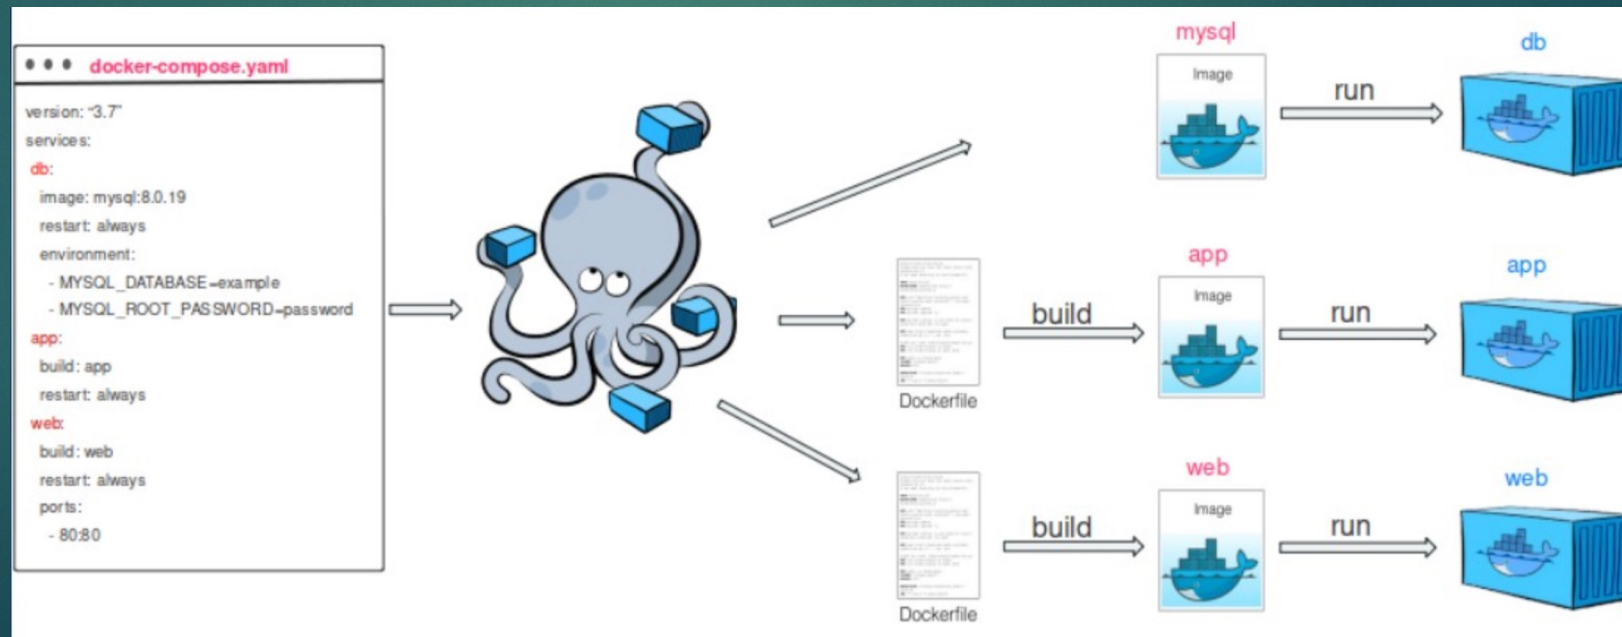 docker-compose.yaml
version: “3.7”
services:
db:
image: mysql:8.0.19
restart: always
environment:
- MYSQL_DATABASE=example
- MYSQL_ROOT_PASSWORD=password
app:
build: app
restart: always
web:
build: web
restart: always
ports:
- 80:80
mysql
Image
run
db
Dockerfile
build
app
Image
run
app
Dockerfile
build
web
Image
run
web